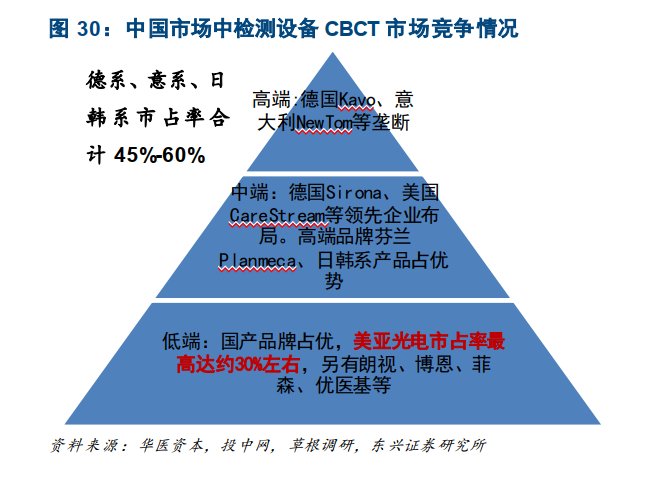 图 30：中国市场中检测设备 CBCT 市场竞争情况
德系、意系、日
韩系市占率合
计 45%-60%
高端:德国Kavo、意
大利NewTom等垄断
中端：德国Sirona、美国
CareStream等领先企业布
局。高端品牌芬兰
Planmeca、日韩系产品占优
势
低端：国产品牌占优，美亚光电市占率最
高达约30%左右，另有朗视、博恩、菲
森、优医基等
资料来源：华医资本，投中网，草根调研，东兴证券研究所